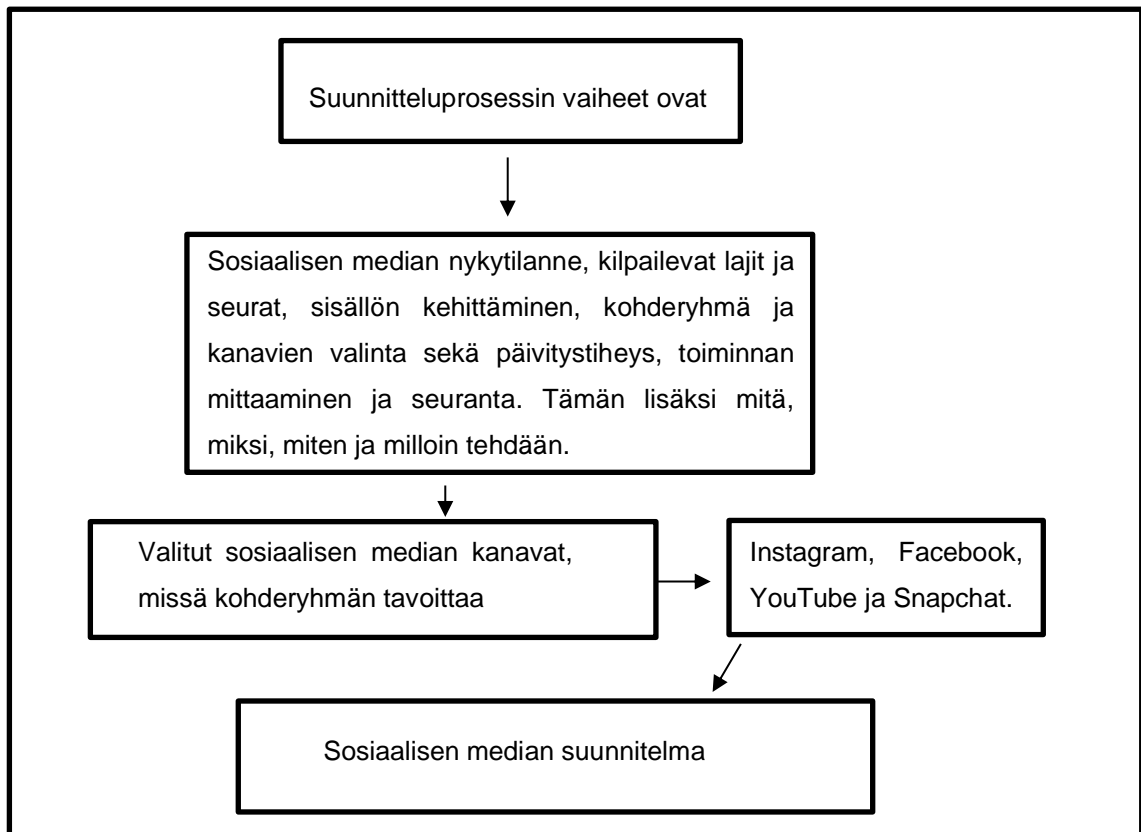 Suunnitteluprosessin vaiheet ovat
Sosiaalisen median nykytilanne, kilpailevat lajit ja
seurat, sisällön kehittäminen, kohderyhmä ja
kanavien valinta sekä päivitystiheys, toiminnan
mittaaminen ja seuranta. Tämän lisäksi mitä,
miksi, miten ja milloin tehdään.
Valitut sosiaalisen median kanavat,
missä kohderyhmän tavoittaa
Instagram, Facebook,
YouTube ja Snapchat.
Sosiaalisen median suunnitelma